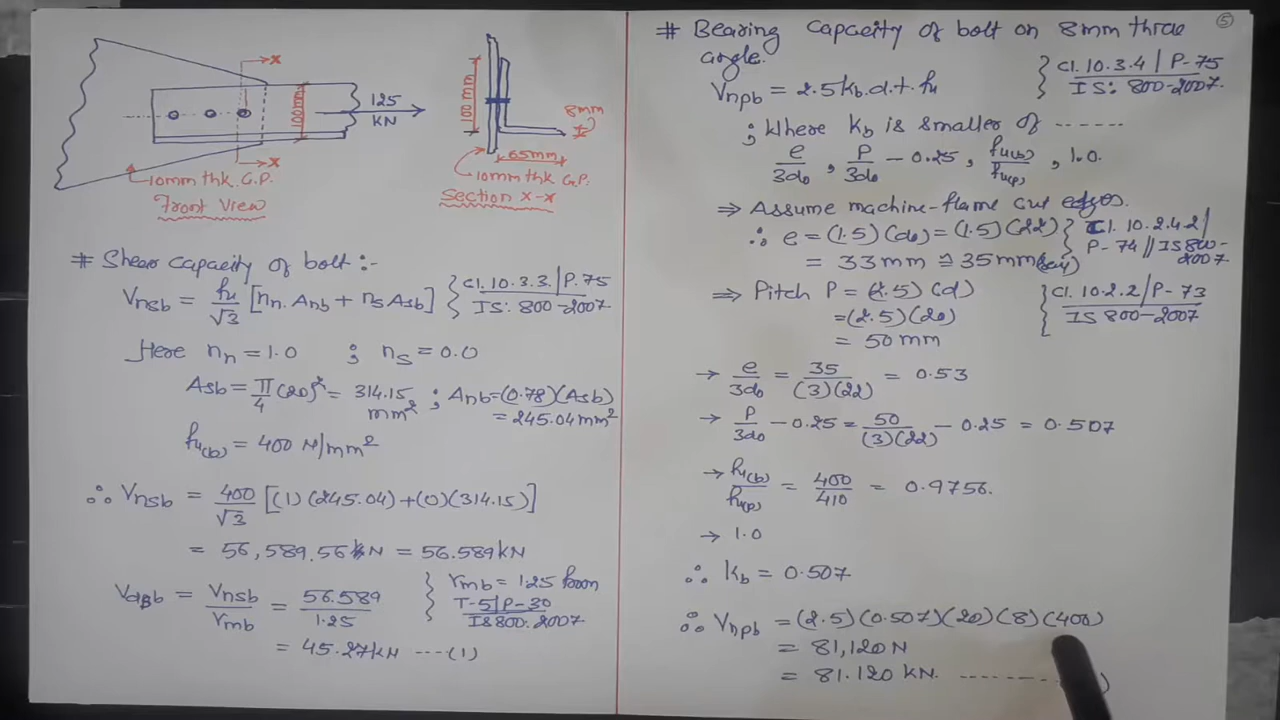 x
100mm
125
KN
x
10mm thk. G.P.
Front View
100mm
8mm
65mm
10mm thk G.P.
Section x-x
# Shear capacity of bolt :-
Vnsb = fu/√3 [nn. Anb + ns Asb] } Cl. 10.3.3 | P. 75
IS: 800-2007
Here nn = 1.0 ; ns = 0.0
Asb = π/4 (20)² = 314.15 mm² ; Anb = (0.78) (Asb)
= 245.04 mm²
fu(b) = 400 N/mm²
∴ Vnsb = 400/√3 [(1) (245.04) + (0) (314.15)]
= 56,589.56 N = 56.589 kN
Vdsb = Vnsb/γmb = 56.589/1.25 } γmb = 1.25 from
T-5 | P-30
IS 800. 2007
= 45.27 kN ----(1)
5
# Bearing Capacity of bolt on 8mm thick
angle.
Vnpb = 2.5 kb. d. t. fu } Cl. 10.3.4 | P-75
IS: 800-2007.
; Where kb is smaller of ------
e/3d0 , P/3d0 - 0.25 , fu(b)/fu(p) , 1.0.
⇒ Assume machine-flame cut edges.
∴ e = (1.5) (d0) = (1.5) (22) } Cl. 10.2.4.2 |
P-74 || IS 800-
2007
= 33 mm ≅ 35 mm (say)
⇒ Pitch P = (2.5) (d) } Cl. 10.2.2 | P-73
IS 800-2007
= (2.5) (20)
= 50 mm
→ e/3d0 = 35/(3)(22) = 0.53
→ P/3d0 - 0.25 = 50/(3)(22) - 0.25 = 0.507
→ fu(b)/fu(p) = 400/410 = 0.9756.
→ 1.0
∴ kb = 0.507
∴ Vnpb = (2.5) (0.507) (20) (8) (400)
= 81,120 N
= 81.120 KN. --------